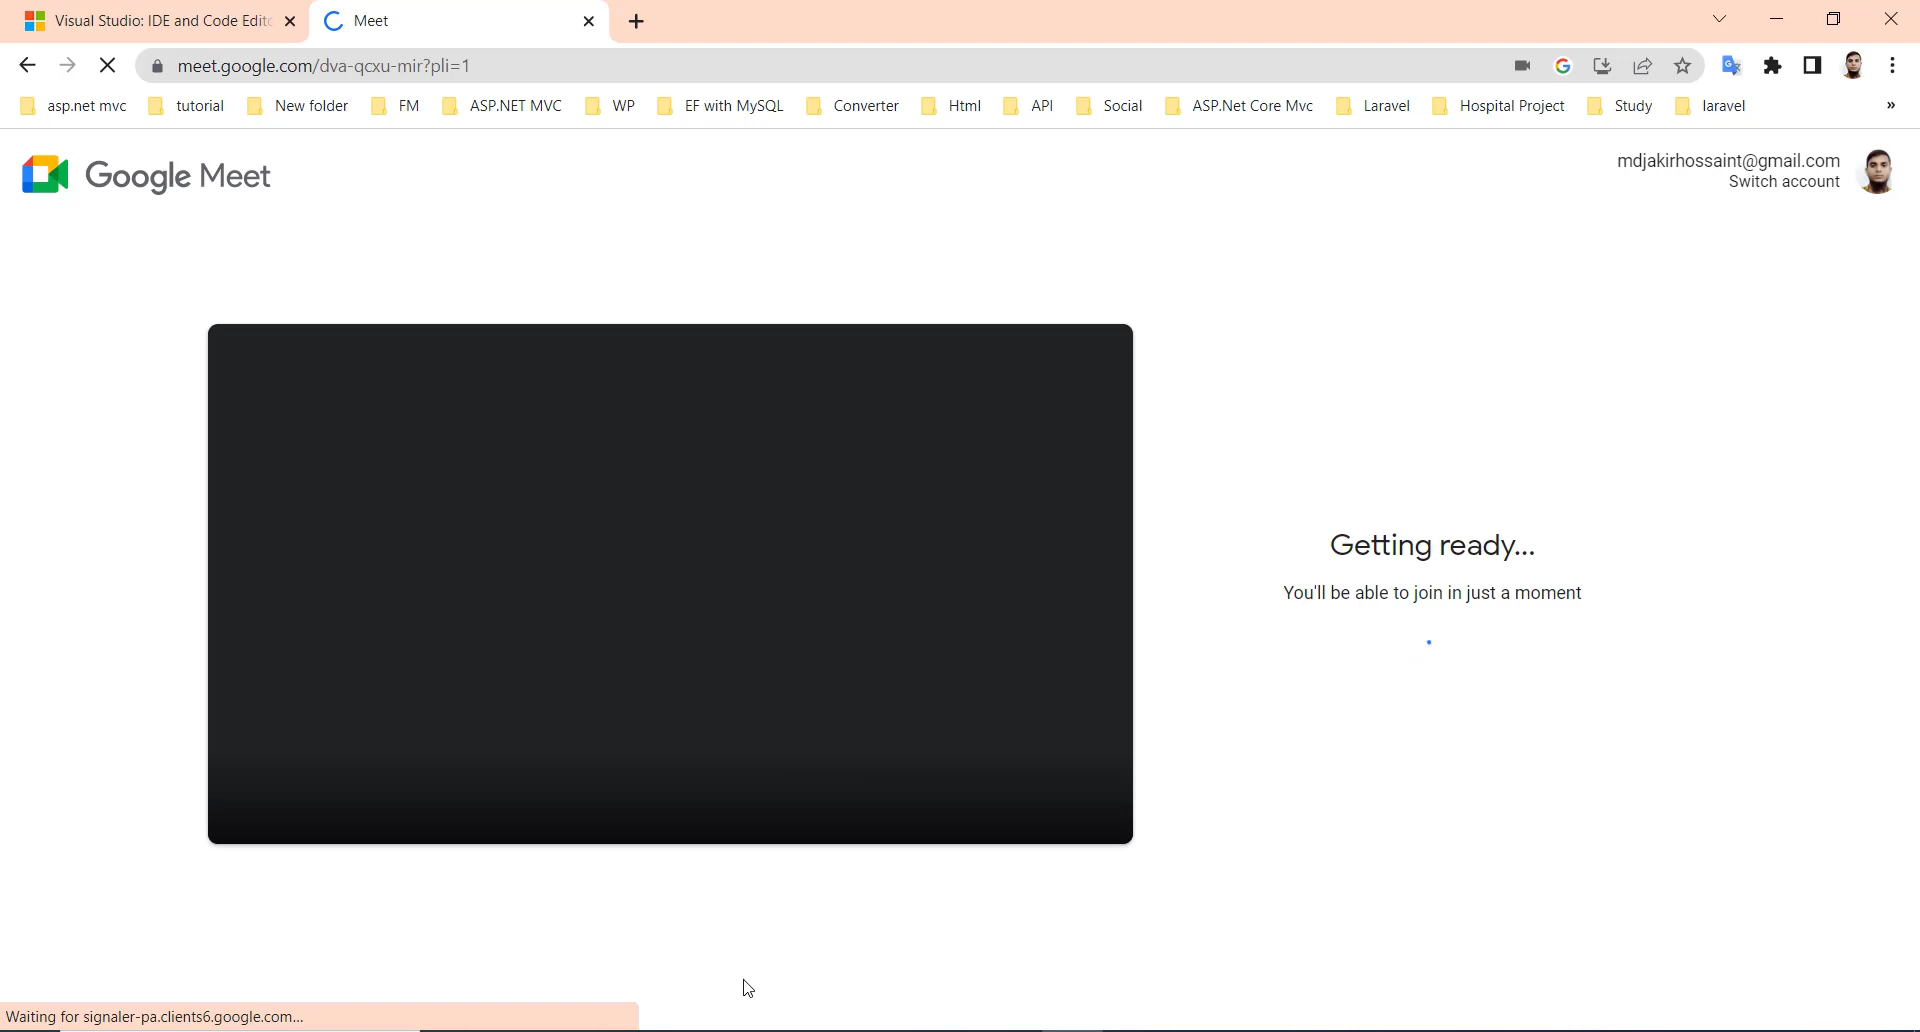 Visual Studio: IDE and Code Edit
Meet
meet.google.com/dva-qcxu-mir?pli=1
asp.net mvc
tutorial
New folder
FM
ASP.NET MVC
WP
EF with MySQL
Converter
Html
API
Social
ASP.Net Core Mvc
Laravel
Hospital Project
Study
laravel
»
Google Meet
mdjakirhossaint@gmail.com
Switch account
Getting ready...
You'll be able to join in just a moment
Waiting for signaler-pa.clients6.google.com...